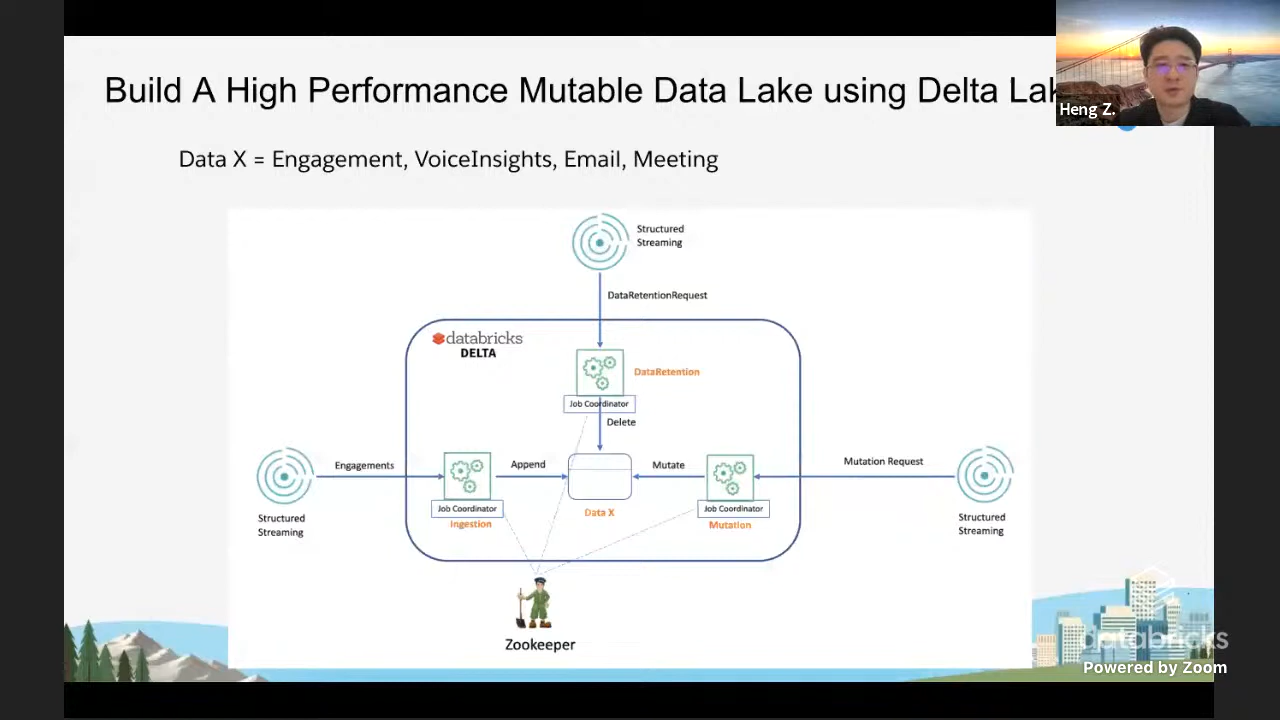 Build A High Performance Mutable Data Lake using Delta Lak
Heng Z.
Data X = Engagement, VoiceInsights, Email, Meeting
Structured
Streaming
DataRetentionRequest
databricks
DELTA
DataRetention
Job Coordinator
Delete
Engagements
Append
Mutate
Mutation Request
Job Coordinator
Ingestion
Data X
Job Coordinator
Mutation
Structured
Streaming
Structured
Streaming
Zookeeper
databricks
Powered by Zoom